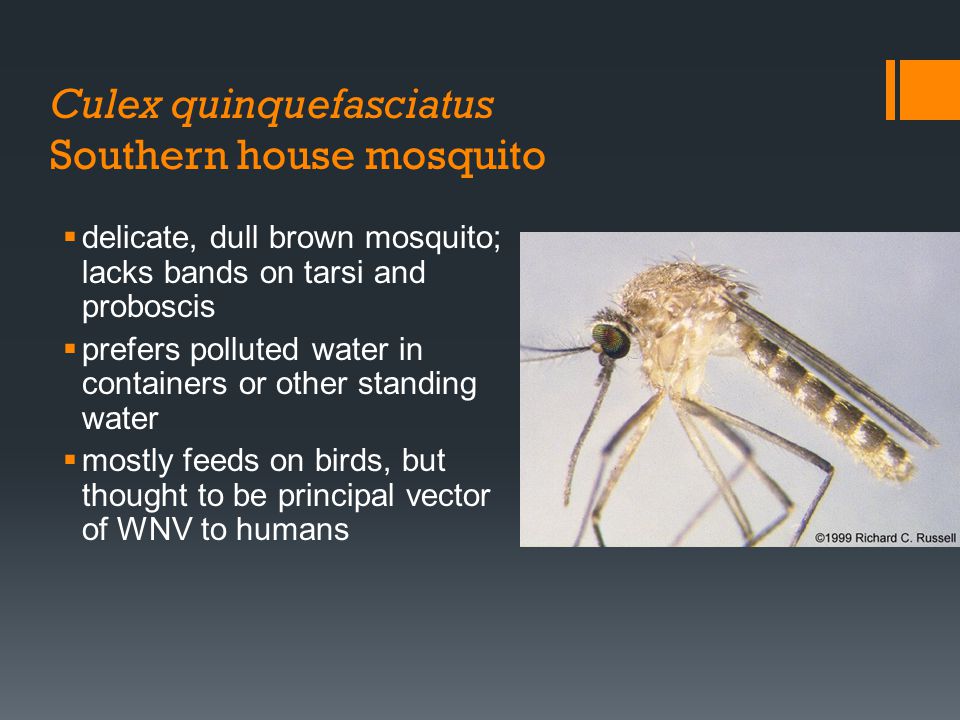 Culex quinquefasciatus
Southern house mosquito
▪ delicate, dull brown mosquito;
lacks bands on tarsi and
proboscis
▪ prefers polluted water in
containers or other standing
water
▪ mostly feeds on birds, but
thought to be principal vector
of WNV to humans
©1999 Richard C. Russell